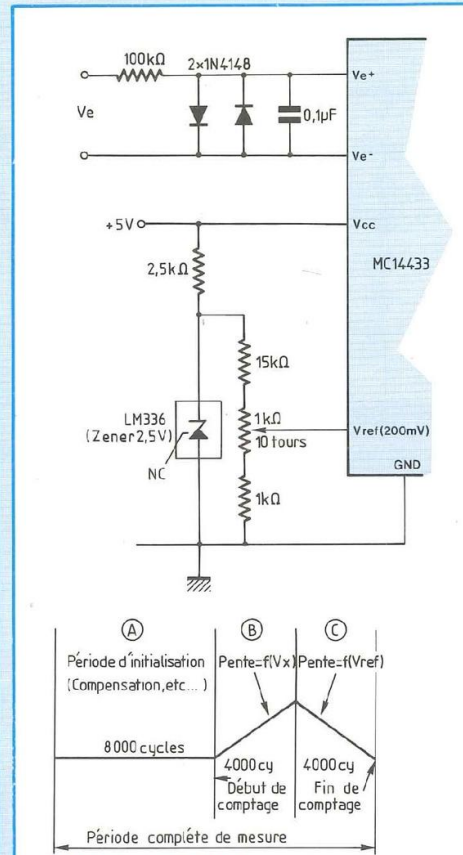 100kΩ
2×1N4148
Ve+
Ve
0,1µF
Ve-
+5V
Vcc
2,5kΩ
MC14433
15kΩ
LM336
(Zener 2,5V)
1kΩ
10 tours
Vref(200mV)
NC
1kΩ
GND
A
B
C
Période d'initialisation
(Compensation,etc...)
Pente=f(Vx)
Pente=f(Vref)
8000 cycles
4000cy
Début de
comptage
4000cy
Fin de
comptage
Période complète de mesure